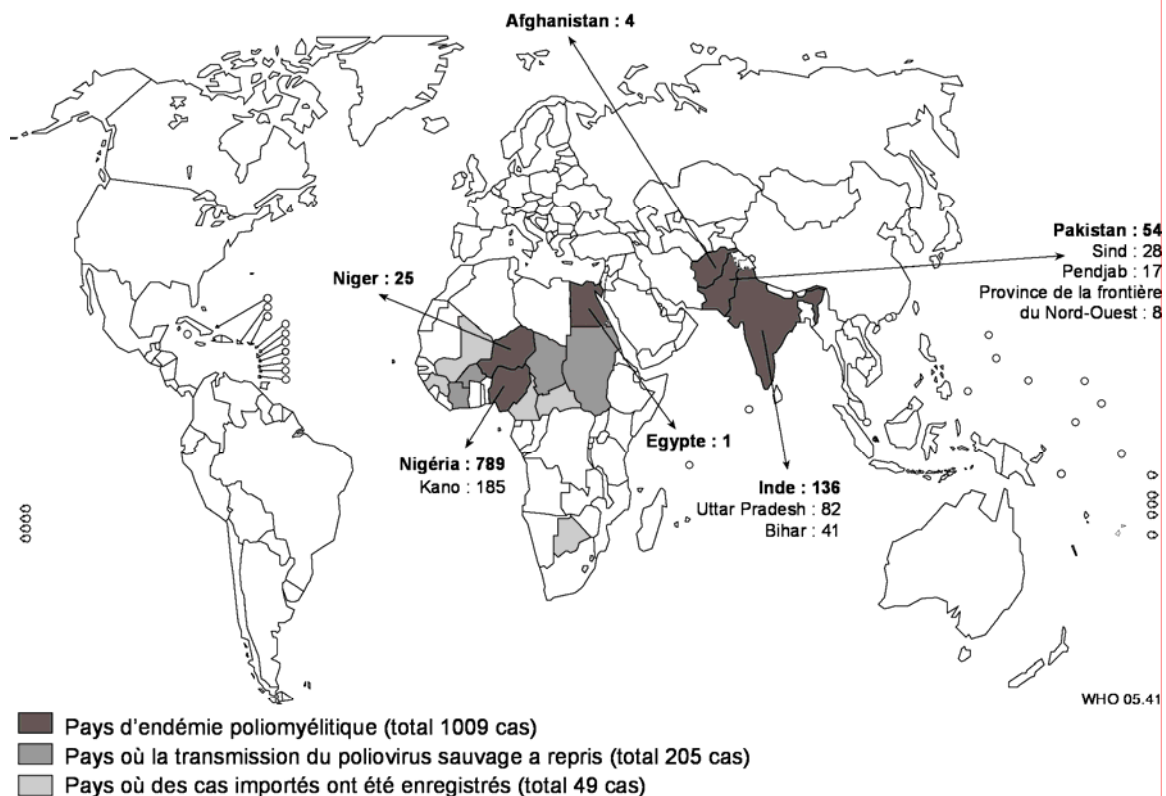 Afghanistan : 4
Pakistan : 54
Sind : 28
Pendjab : 17
Province de la frontière
du Nord-Ouest : 8
Niger : 25
Egypte : 1
Nigéria : 789
Kano : 185
Inde : 136
Uttar Pradesh : 82
Bihar : 41
WHO 05.41
Pays d'endémie poliomyélitique (total 1009 cas)
Pays où la transmission du poliovirus sauvage a repris (total 205 cas)
Pays où des cas importés ont été enregistrés (total 49 cas)